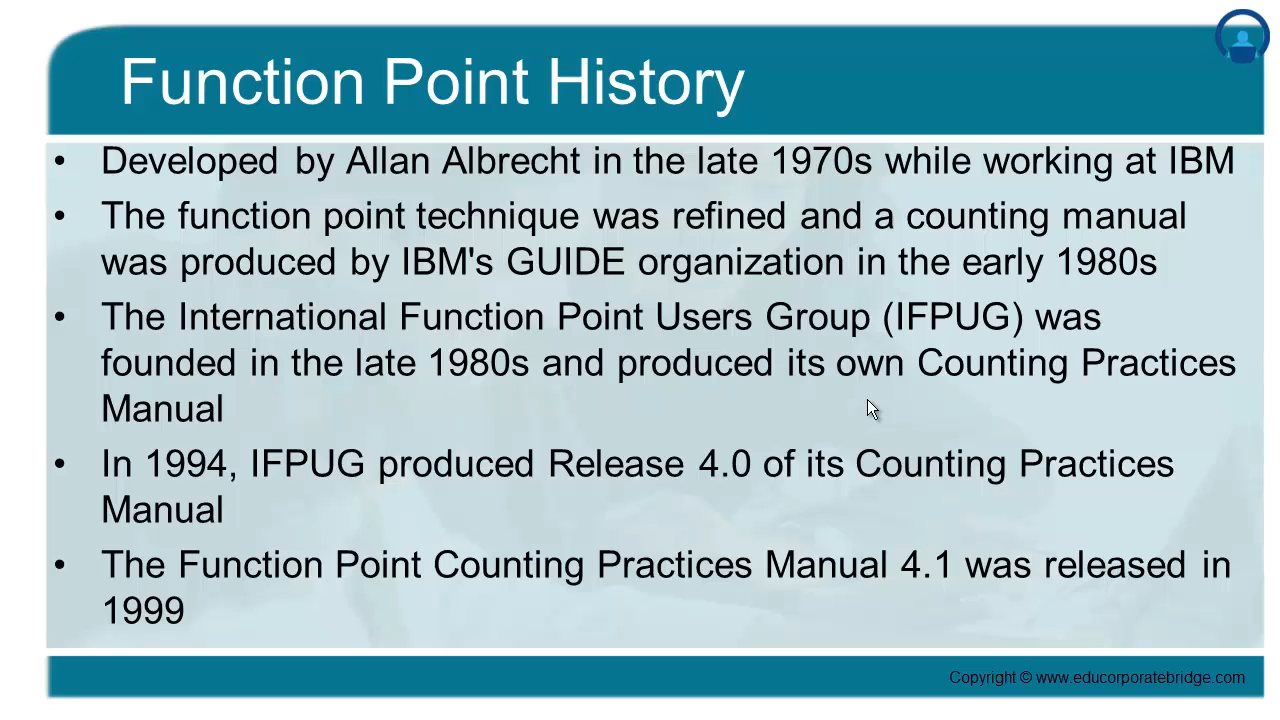 Function Point History
• Developed by Allan Albrecht in the late 1970s while working at IBM
• The function point technique was refined and a counting manual
was produced by IBM's GUIDE organization in the early 1980s
• The International Function Point Users Group (IFPUG) was
founded in the late 1980s and produced its own Counting Practices
Manual
• In 1994, IFPUG produced Release 4.0 of its Counting Practices
Manual
• The Function Point Counting Practices Manual 4.1 was released in
1999
Copyright © www.educorporatebridge.com